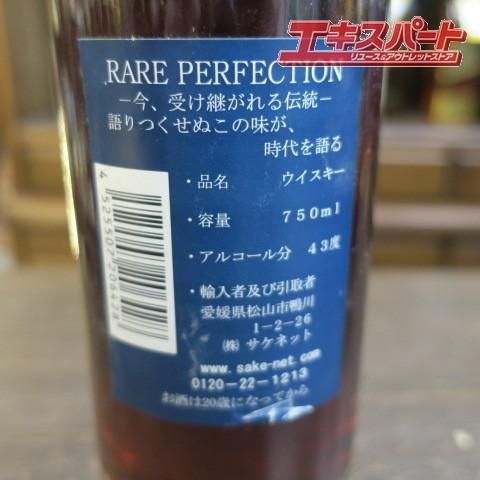 エキスパート
リユース&アウトレットストア
RARE PERFECTION
−今、受け継がれる伝統−
語りつくせぬこの味が、
時代を語る
・品名 ウイスキー
・容量 750ml
・アルコール分 43度
・輸入者及び引取者
愛媛県松山市鴨川
1−2−26
(株) サケネット
www.sake-net.com
0120−22−1213
お酒は20歳になってから